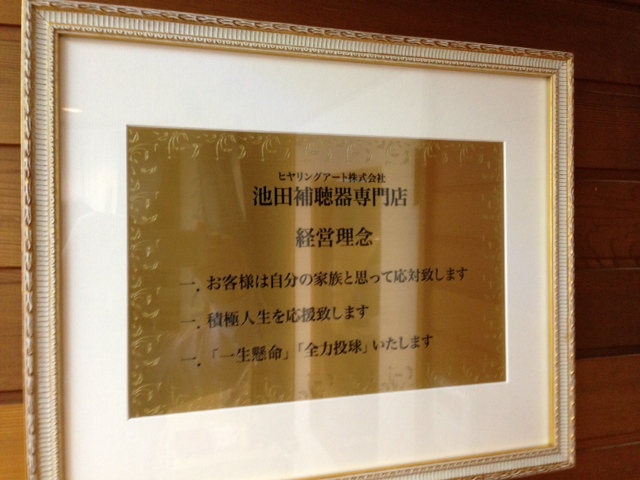 ヒヤリングアート株式会社
池田補聴器専門店
経営理念
一. お客様は自分の家族と思って応対致します
一. 積極人生を応援致します
一. 「一生懸命」「全力投球」いたします